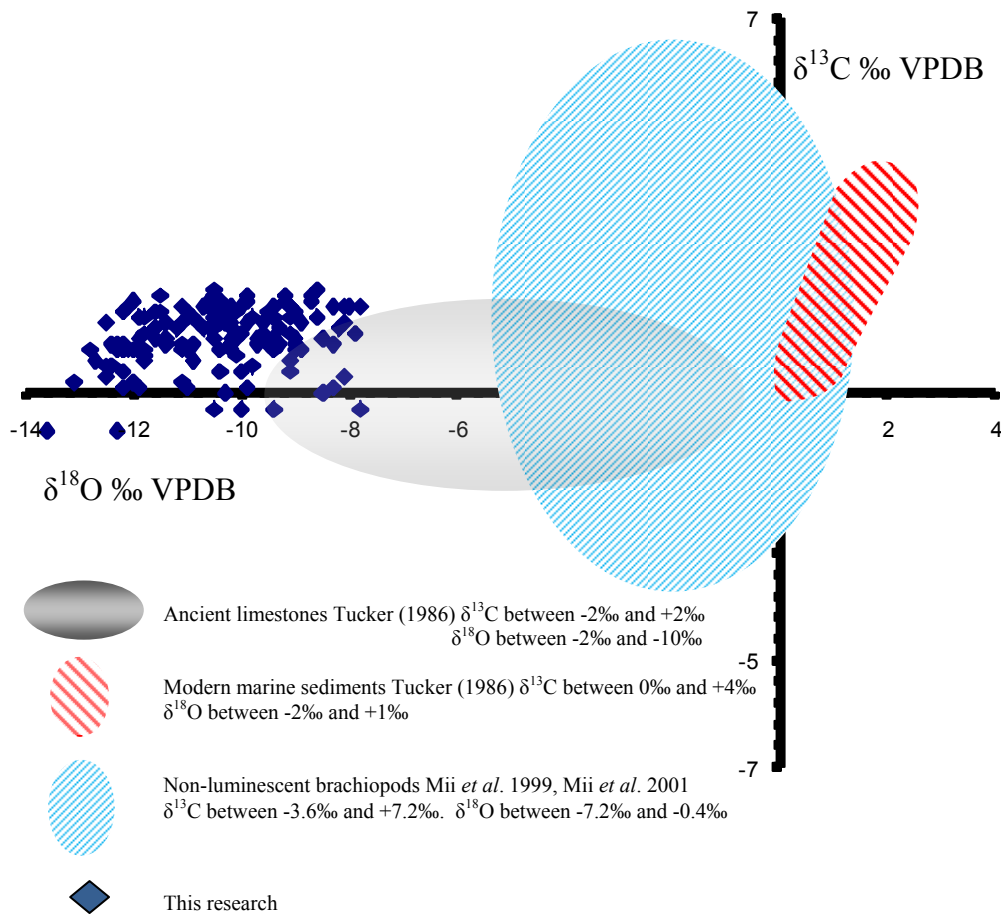 7
δ13C ‰ VPDB
-14 -12 -10 -8 -6 2 4
δ18O ‰ VPDB
Ancient limestones Tucker (1986) δ13C between -2‰ and +2‰
δ18O between -2‰ and -10‰
-5
Modern marine sediments Tucker (1986) δ13C between 0‰ and +4‰
δ18O between -2‰ and +1‰
-7
Non-luminescent brachiopods Mii et al. 1999, Mii et al. 2001
δ13C between -3.6‰ and +7.2‰. δ18O between -7.2‰ and -0.4‰
This research